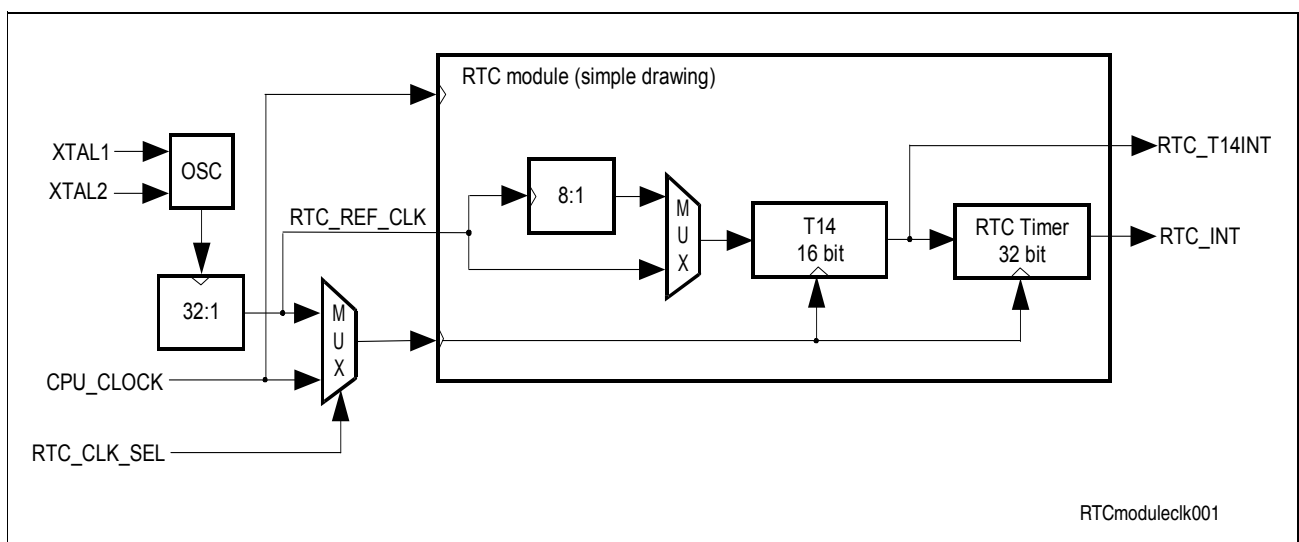 RTC module (simple drawing)
XTAL1
XTAL2
OSC
RTC_REF_CLK
8:1
M
U
X
T14
16 bit
RTC Timer
32 bit
RTC_T14INT
RTC_INT
32:1
M
U
X
CPU_CLOCK
RTC_CLK_SEL
RTCmoduleclk001